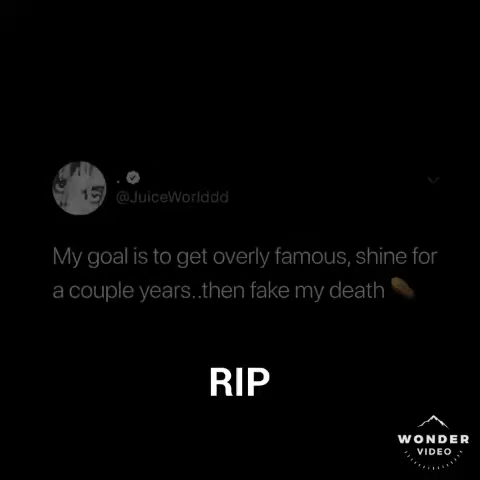 .
@JuiceWorlddd
My goal is to get overly famous, shine for
a couple years..then fake my death
RIP
WONDER
VIDEO